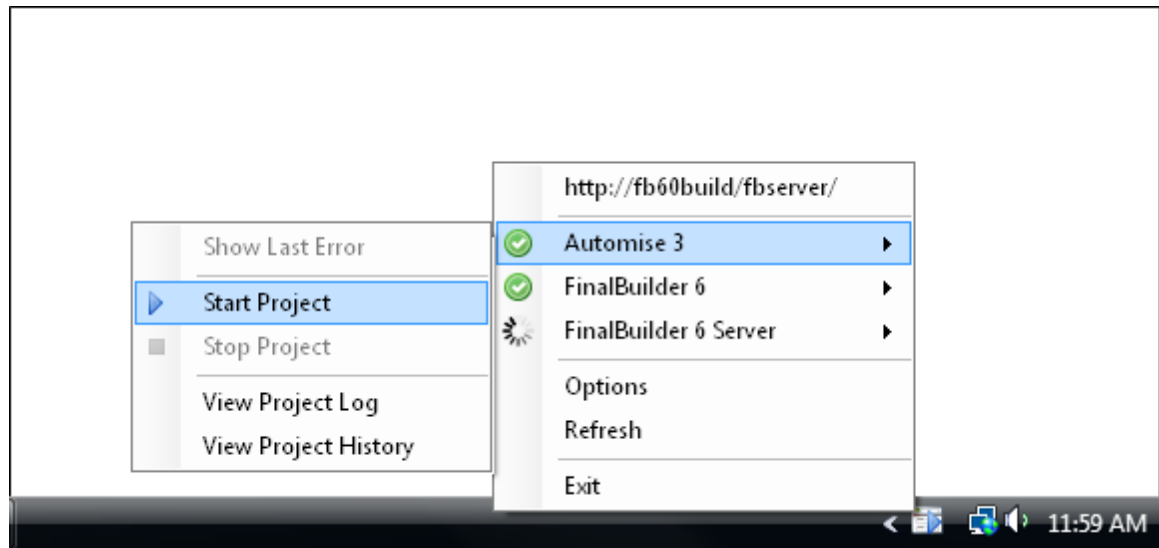 http://fb60build/fbserver/
Automise 3
FinalBuilder 6
FinalBuilder 6 Server
Options
Refresh
Exit
Show Last Error
Start Project
Stop Project
View Project Log
View Project History
11:59 AM